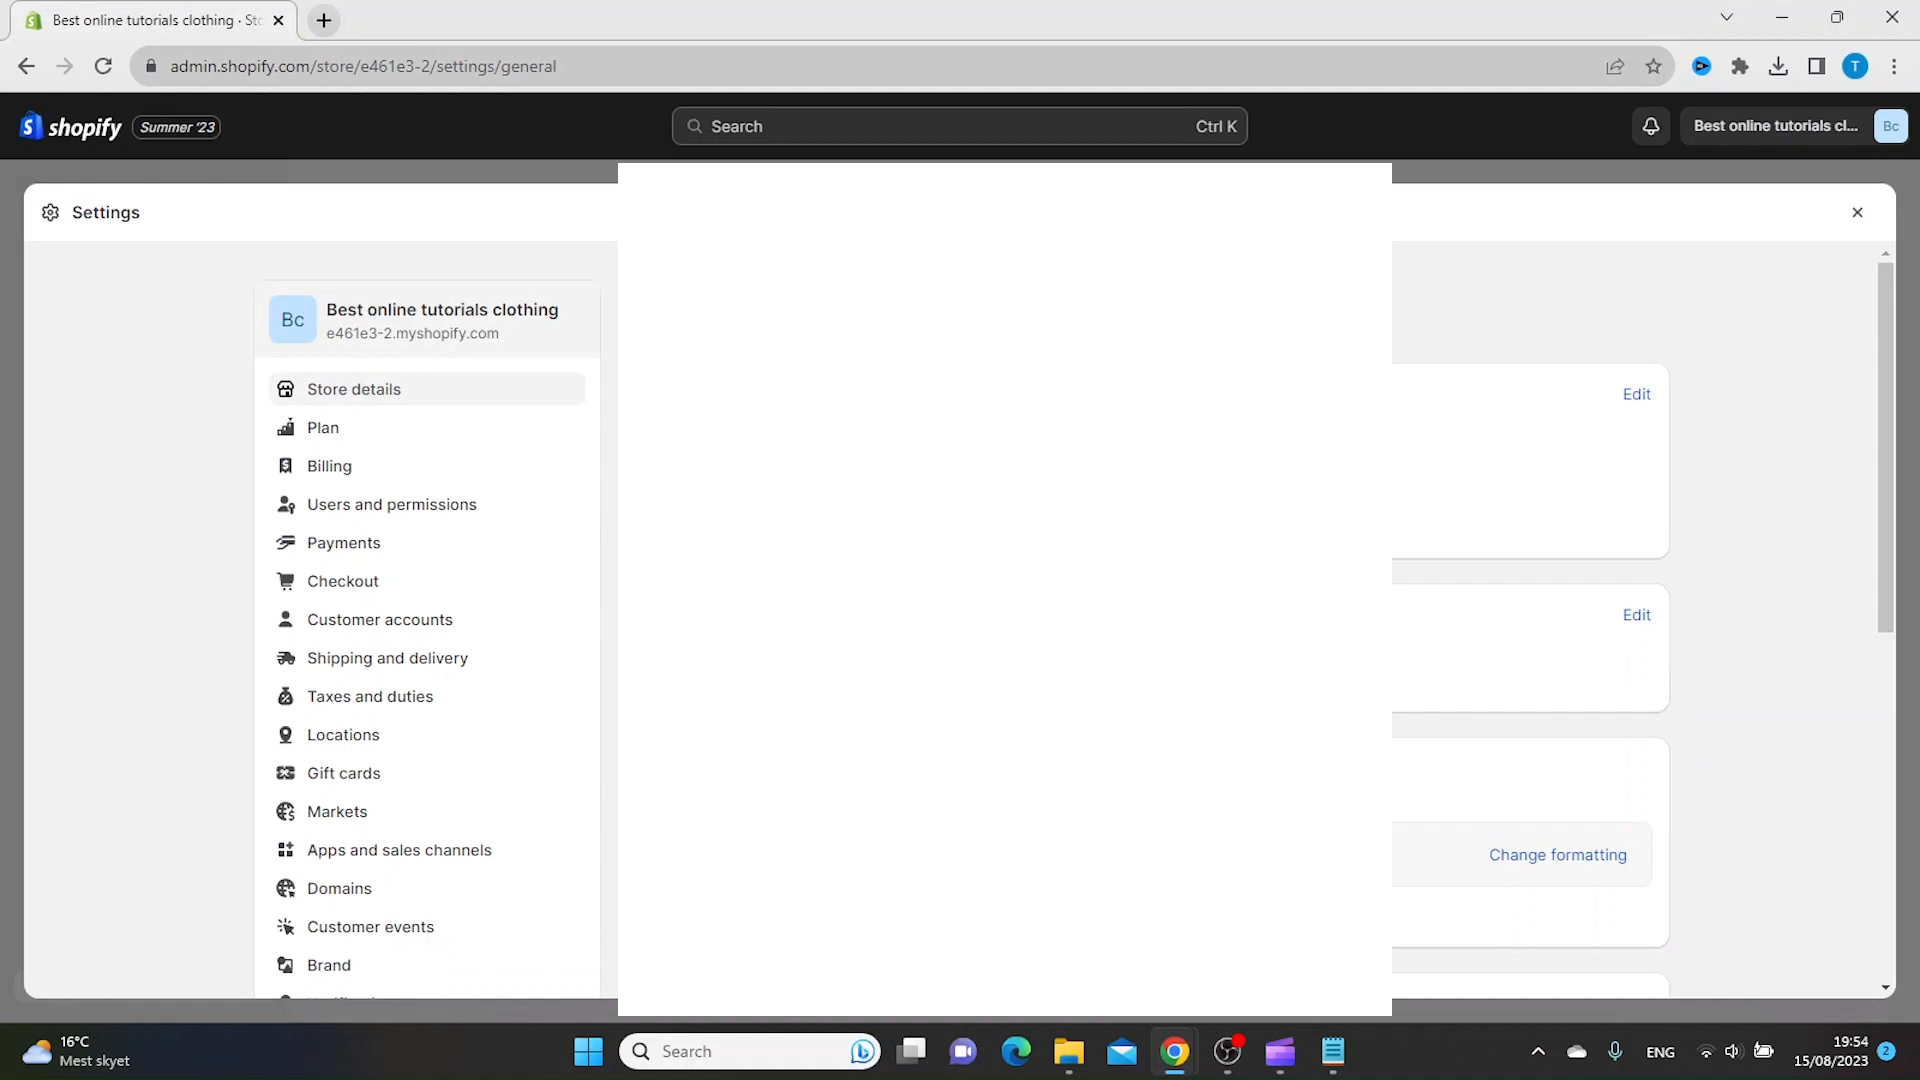 Best online tutorials clothing · Sto
admin.shopify.com/store/e461e3-2/settings/general
T
shopify
Summer '23
Search
Ctrl K
Best online tutorials cl...
Bc
Settings
Bc
Best online tutorials clothing
e461e3-2.myshopify.com
Store details
Edit
Plan
Billing
Users and permissions
Payments
Checkout
Customer accounts
Edit
Shipping and delivery
Taxes and duties
Locations
Gift cards
Markets
Apps and sales channels
Change formatting
Domains
Customer events
Brand
16°C
Mest skyet
Search
ENG
19:54
15/08/2023
2